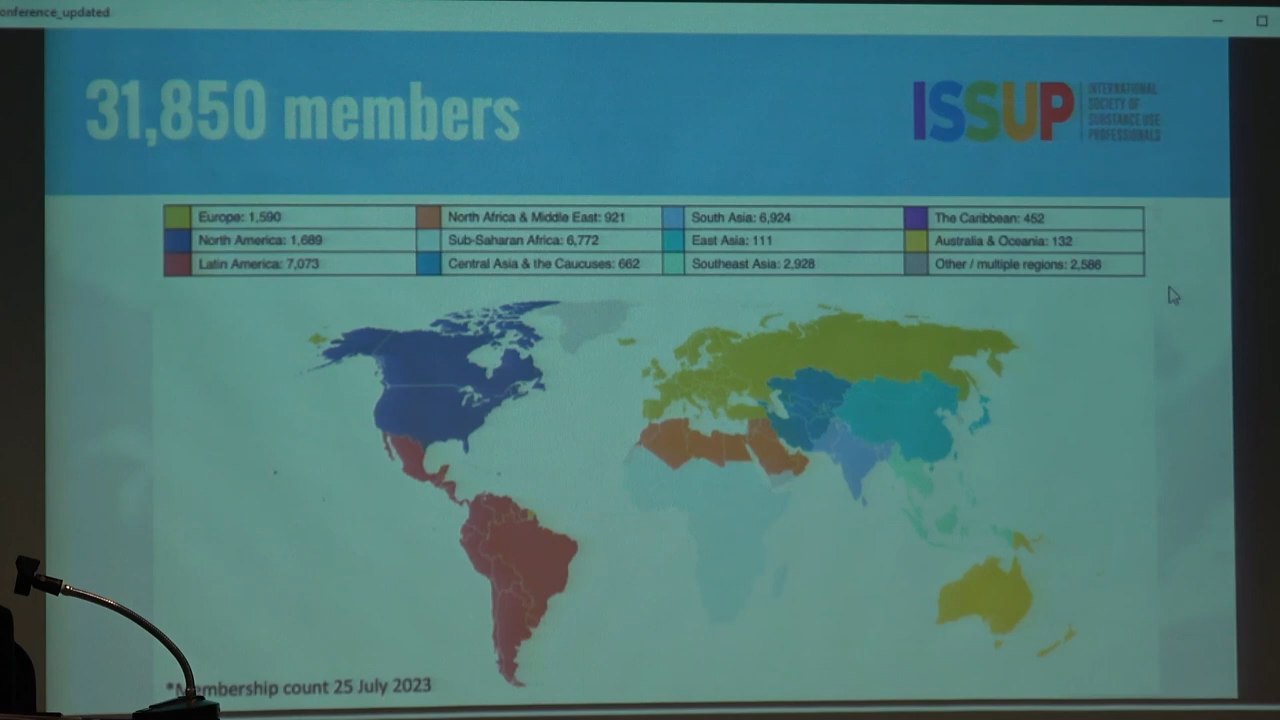 onference_updated
31,850 members
ISSUP
INTERNATIONAL
SOCIETY OF
SUBSTANCE USE
PROFESSIONALS
Europe: 1,590
North Africa & Middle East: 921
South Asia: 6,924
The Caribbean: 452
North America: 1,689
Sub-Saharan Africa: 6,772
East Asia: 111
Australia & Oceania: 132
Latin America: 7,073
Central Asia & the Caucuses: 662
Southeast Asia: 2,928
Other / multiple regions: 2,586
*Membership count 25 July 2023